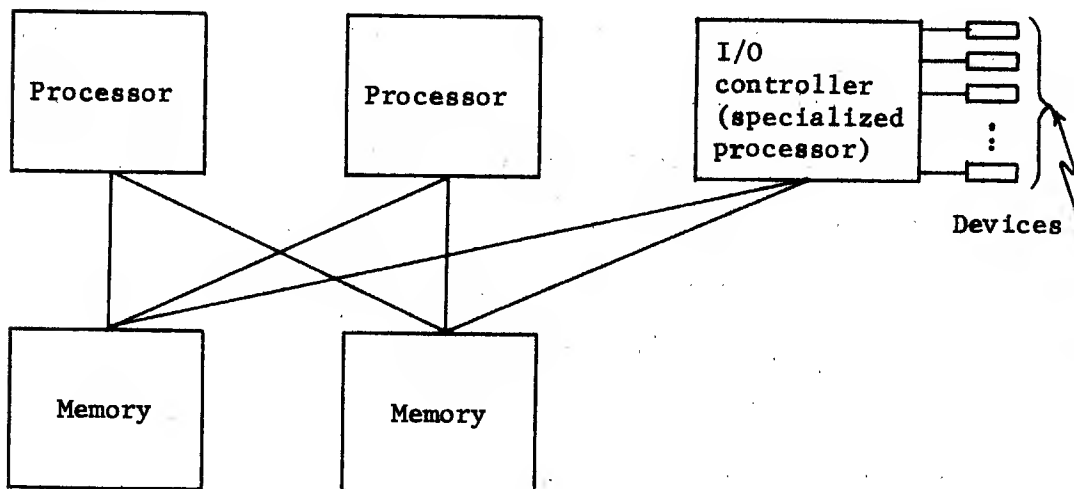 Processor
Processor
I/O
controller
(specialized
processor)
Devices
Memory
Memory